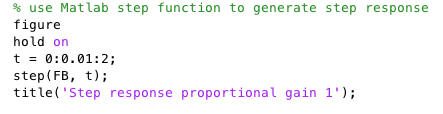 % use Matlab step function to generate step response
figure
hold on
t = 0:0.01:2;
step(FB, t);
title('Step response proportional gain 1');